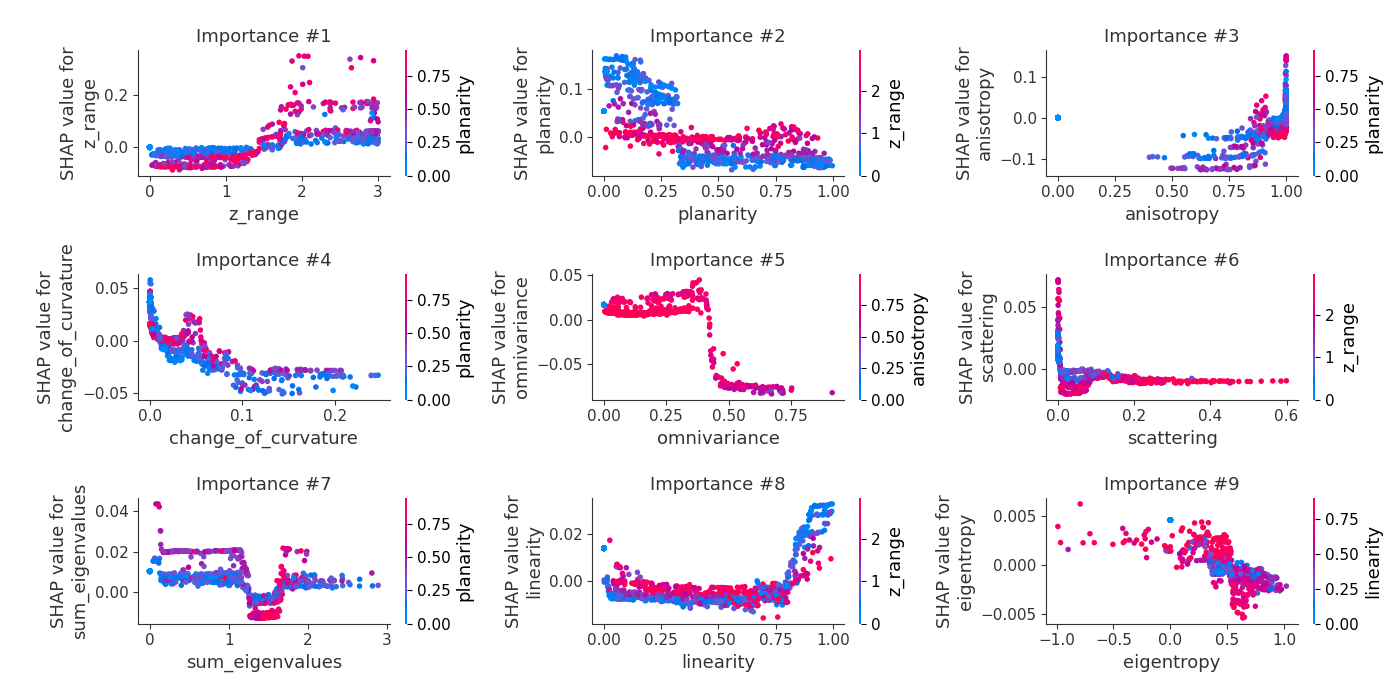 Importance #1
SHAP value for
z_range
0.2
0.0
0 1 2 3
z_range
0.75
0.50
0.25
0.00
planarity
Importance #2
SHAP value for
planarity
0.1
0.0
0.00 0.25 0.50 0.75 1.00
planarity
2
1
0
z_range
Importance #3
SHAP value for
anisotropy
0.1
0.0
−0.1
0.00 0.25 0.50 0.75 1.00
anisotropy
0.75
0.50
0.25
0.00
planarity
Importance #4
SHAP value for
change_of_curvature
0.05
0.00
−0.05
0.0 0.1 0.2
change_of_curvature
0.75
0.50
0.25
0.00
planarity
Importance #5
SHAP value for
omnivariance
0.05
0.00
−0.05
0.00 0.25 0.50 0.75
omnivariance
0.75
0.50
0.25
0.00
anisotropy
Importance #6
SHAP value for
scattering
0.05
0.00
0.0 0.2 0.4 0.6
scattering
2
1
0
z_range
Importance #7
SHAP value for
sum_eigenvalues
0.04
0.02
0.00
0 1 2 3
sum_eigenvalues
0.75
0.50
0.25
0.00
planarity
Importance #8
SHAP value for
linearity
0.02
0.00
0.00 0.25 0.50 0.75 1.00
linearity
2
1
0
z_range
Importance #9
SHAP value for
eigentropy
0.005
0.000
−0.005
−1.0 −0.5 0.0 0.5 1.0
eigentropy
0.75
0.50
0.25
0.00
linearity